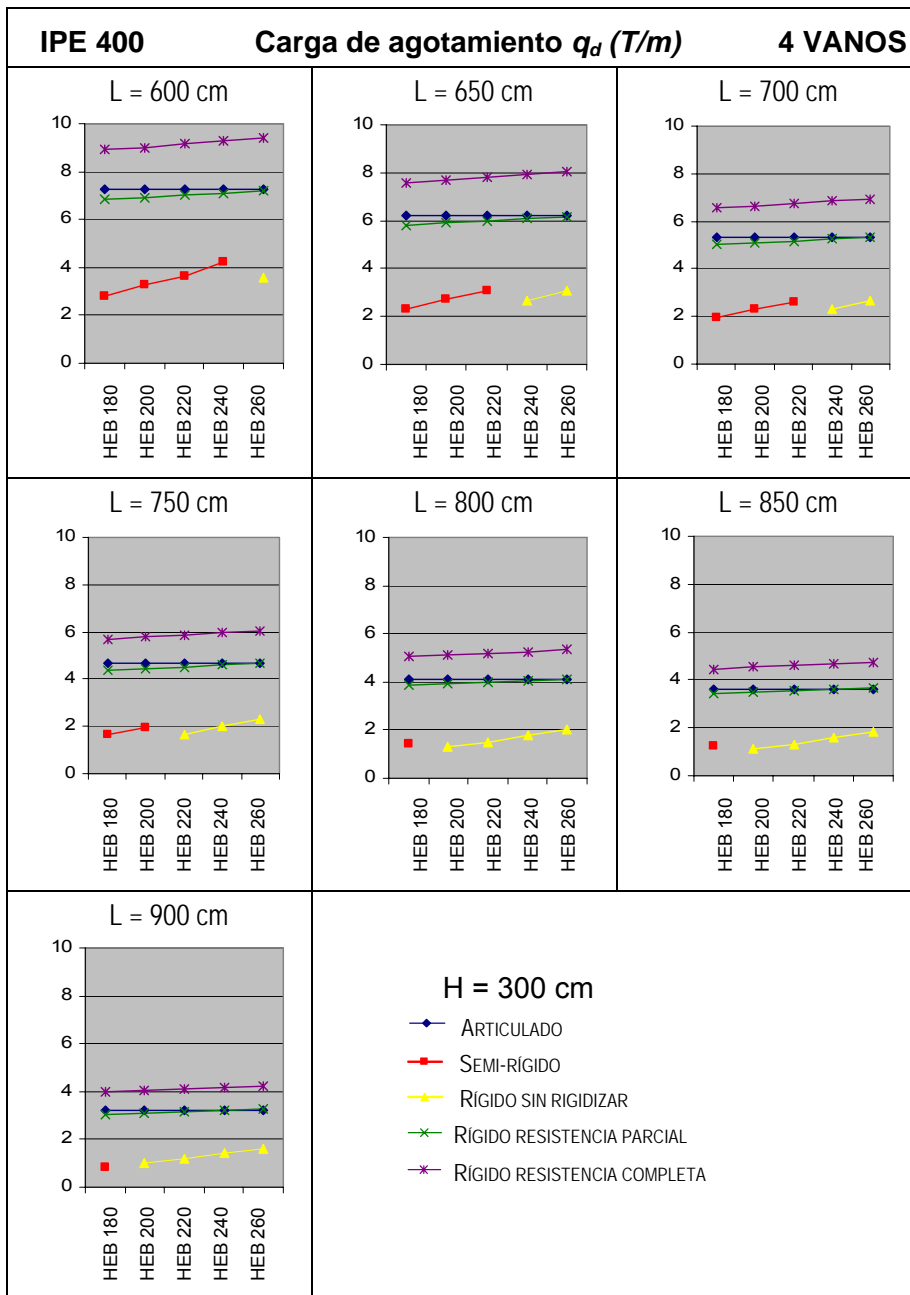 IPE 400 Carga de agotamiento qd (T/m) 4 VANOS
L = 600 cm
10
8
6
4
2
0
HEB 180
HEB 200
HEB 220
HEB 240
HEB 260
L = 650 cm
10
8
6
4
2
0
HEB 180
HEB 200
HEB 220
HEB 240
HEB 260
L = 700 cm
10
8
6
4
2
0
HEB 180
HEB 200
HEB 220
HEB 240
HEB 260
L = 750 cm
10
8
6
4
2
0
HEB 180
HEB 200
HEB 220
HEB 240
HEB 260
L = 800 cm
10
8
6
4
2
0
HEB 180
HEB 200
HEB 220
HEB 240
HEB 260
L = 850 cm
10
8
6
4
2
0
HEB 180
HEB 200
HEB 220
HEB 240
HEB 260
L = 900 cm
10
8
6
4
2
0
HEB 180
HEB 200
HEB 220
HEB 240
HEB 260
H = 300 cm
ARTICULADO
SEMI-RÍGIDO
RÍGIDO SIN RIGIDIZAR
RÍGIDO RESISTENCIA PARCIAL
RÍGIDO RESISTENCIA COMPLETA